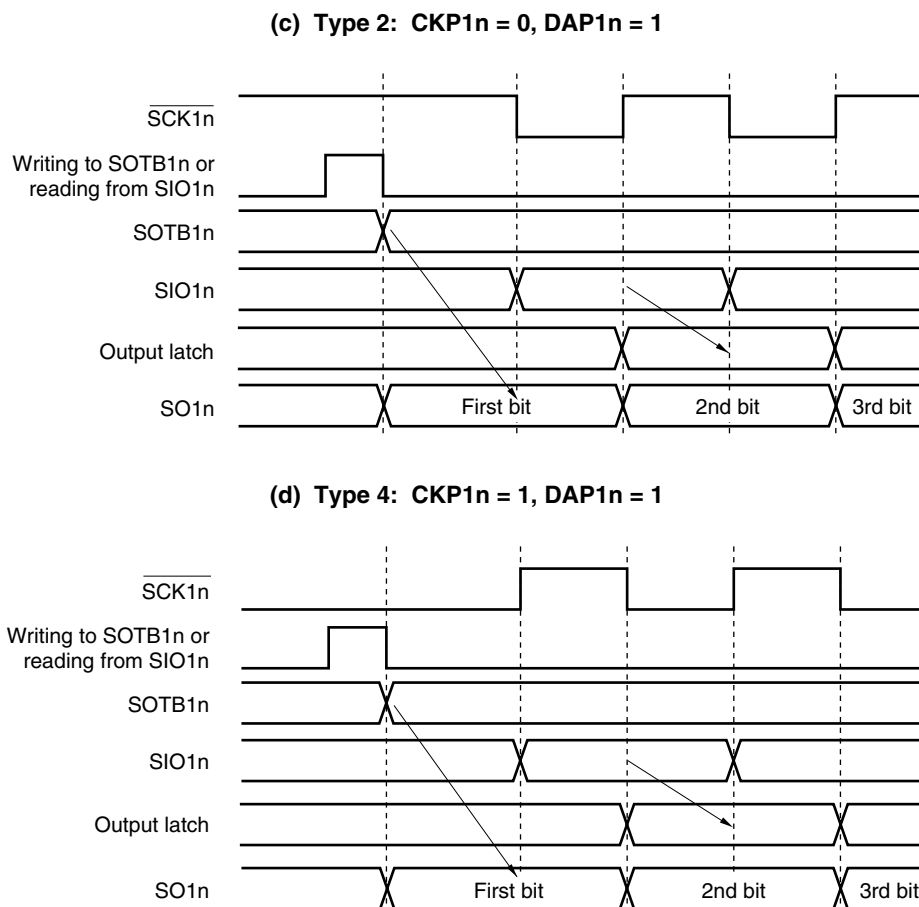 (c) Type 2: CKP1n = 0, DAP1n = 1
SCK1n
Writing to SOTB1n or
reading from SIO1n
SOTB1n
SIO1n
Output latch
SO1n
First bit
2nd bit
3rd bit
(d) Type 4: CKP1n = 1, DAP1n = 1
SCK1n
Writing to SOTB1n or
reading from SIO1n
SOTB1n
SIO1n
Output latch
SO1n
First bit
2nd bit
3rd bit